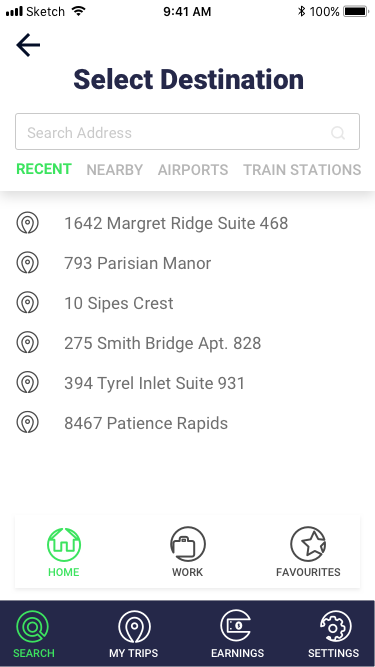 Sketch 9:41 AM 100%
Select Destination
Search Address
RECENT NEARBY AIRPORTS TRAIN STATIONS
1642 Margret Ridge Suite 468
793 Parisian Manor
10 Sipes Crest
275 Smith Bridge Apt. 828
394 Tyrel Inlet Suite 931
8467 Patience Rapids
HOME WORK FAVOURITES
SEARCH MY TRIPS EARNINGS SETTINGS